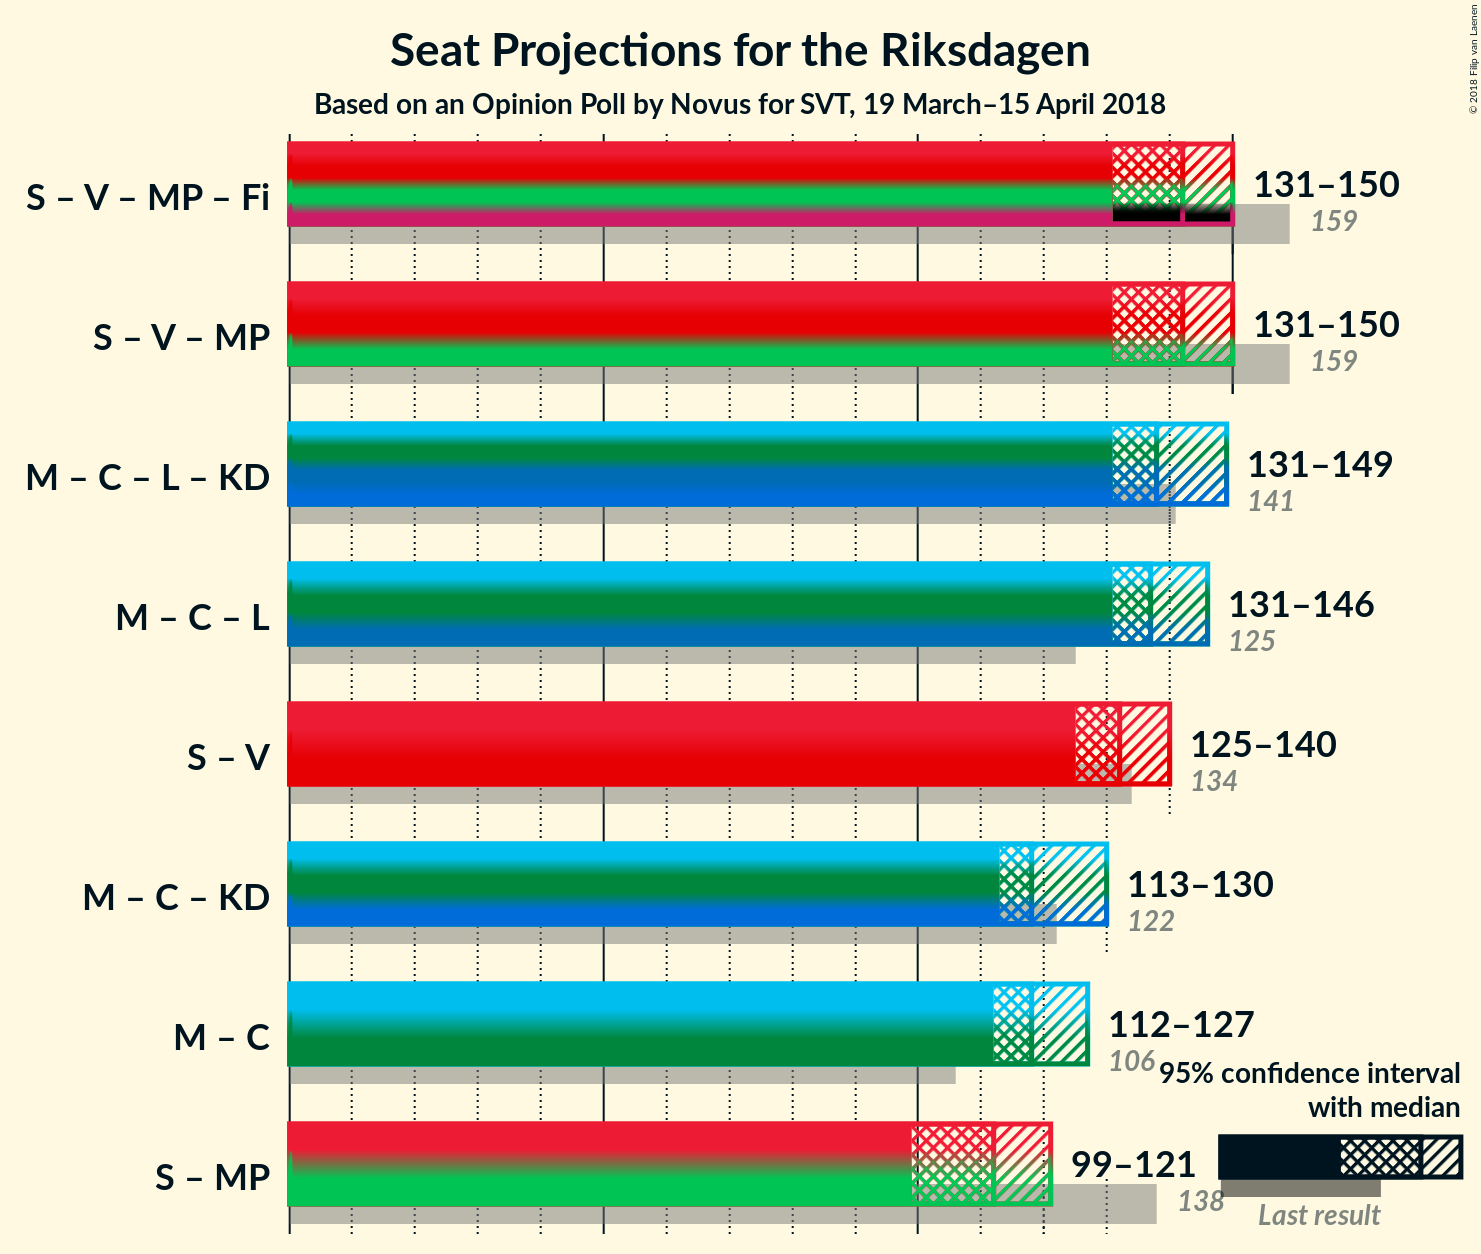 Seat Projections for the Riksdagen
Based on an Opinion Poll by Novus for SVT, 19 March–15 April 2018
© 2018 Filip van Laenen
S – V – MP – Fi
131–150
159
S – V – MP
131–150
159
M – C – L – KD
131–149
141
M – C – L
131–146
125
S – V
125–140
134
M – C – KD
113–130
122
M – C
112–127
106
95% confidence interval
with median
S – MP
99–121
138
Last result